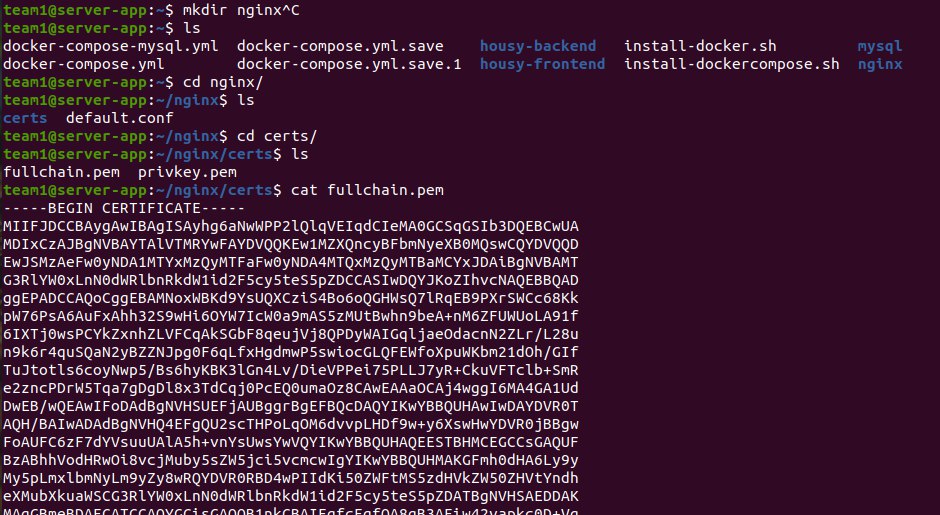 team1@server-app:~$ mkdir nginx^C
team1@server-app:~$ ls
docker-compose-mysql.yml docker-compose.yml.save housy-backend install-docker.sh mysql
docker-compose.yml docker-compose.yml.save.1 housy-frontend install-dockercompose.sh nginx
team1@server-app:~$ cd nginx/
team1@server-app:~/nginx$ ls
certs default.conf
team1@server-app:~/nginx$ cd certs/
team1@server-app:~/nginx/certs$ ls
fullchain.pem privkey.pem
team1@server-app:~/nginx/certs$ cat fullchain.pem
-----BEGIN CERTIFICATE-----
MIIFJDCCBAygAwIBAgISAyhg6aNwWPP2lQlqVEIqdCIeMA0GCSqGSIb3DQEBCwUA
MDIxCzAJBgNVBAYTAlVTMRYwFAYDVQQKEw1MZXQncyBFbmNyeXB0MQswCQYDVQQD
EwJSMzAeFw0yNDA1MTYxMzQyMTFaFw0yNDA4MTQxMzQyMTBaMCYxJDAiBgNVBAMT
G3RlYW0xLnN0dWRlbnRkdW1id2F5cy5teS5pZDCCASIwDQYJKoZIhvcNAQEBBQAD
ggEPADCCAQoCggEBAMNoxWBKd9YsUQXCziS4Bo6oQGHWsQ7lRqEB9PXrSWCc68Kk
pW76PsA6AuFxAhh32S9wHi6OYW7IcW0a9mAS5zMUtBwhn9beA+nM6ZFUWUoLA91f
6IXTj0wsPCYkZxnhZLVFCqAkSGbF8qeujVj8QPDyWAIGqljaeOdacnN2ZLr/L28u
n9k6r4quSQaN2yBZZNJpg0F6qLfxHgdmwP5swiocGLQFEWfoXpuWKbm21dOh/GIf
TuJtotls6coyNwp5/Bs6hyKBK3lGn4Lv/DieVPPei75PLLJ7yR+CkuVFTclb+SmR
e2zncPDrW5Tqa7gDgDl8x3TdCqj0PcEQ0umaOz8CAwEAAaOCAj4wggI6MA4GA1Ud
DwEB/wQEAwIFoDAdBgNVHSUEFjAUBggrBgEFBQcDAQYIKwYBBQUHAwIwDAYDVR0T
AQH/BAIwADAdBgNVHQ4EFgQU2scTHPoLqOM6dvvpLHDf9w+y6XswHwYDVR0jBBgw
FoAUFC6zF7dYVsuuUAlA5h+vnYsUwsYwVQYIKwYBBQUHAQEESTBHMCEGCCsGAQUF
BzABhhVodHRwOi8vcjMuby5sZW5jci5vcmcwIgYIKwYBBQUHMAKGFmh0dHA6Ly9y
My5pLmxlbmNyLm9yZy8wRQYDVR0RBD4wPIIdKi50ZWFtMS5zdHVkZW50ZHVtYndh
eXMubXkuaWSCG3RlYW0xLnN0dWRlbnRkdW1id2F5cy5teS5pZDATBgNVHSAEDDAK